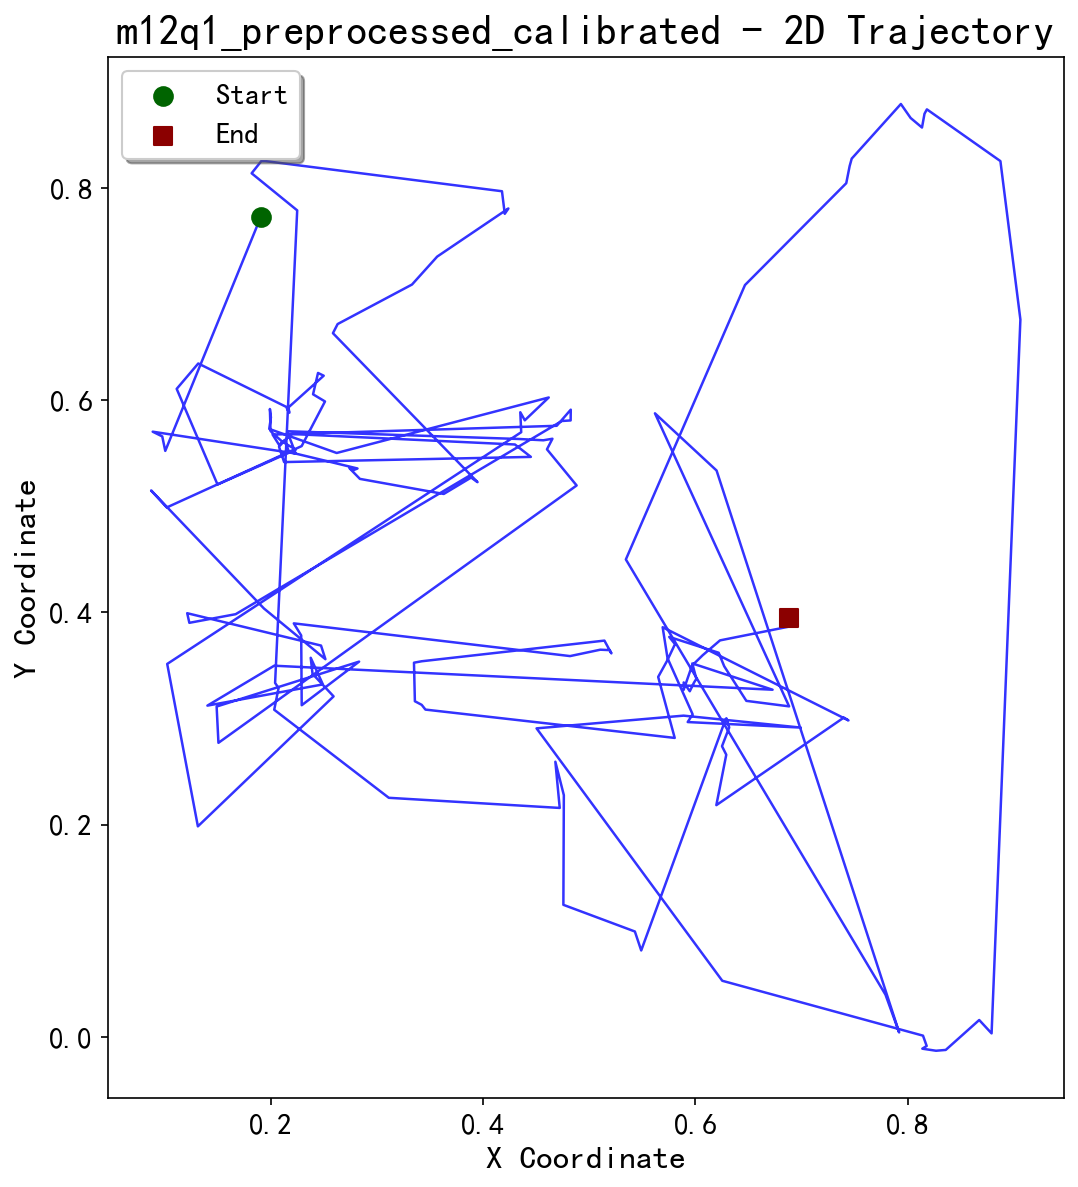 m12q1_preprocessed_calibrated - 2D Trajectory
Start
End
0.8
0.6
0.4
0.2
0.0
Y Coordinate
0.2
0.4
0.6
0.8
X Coordinate